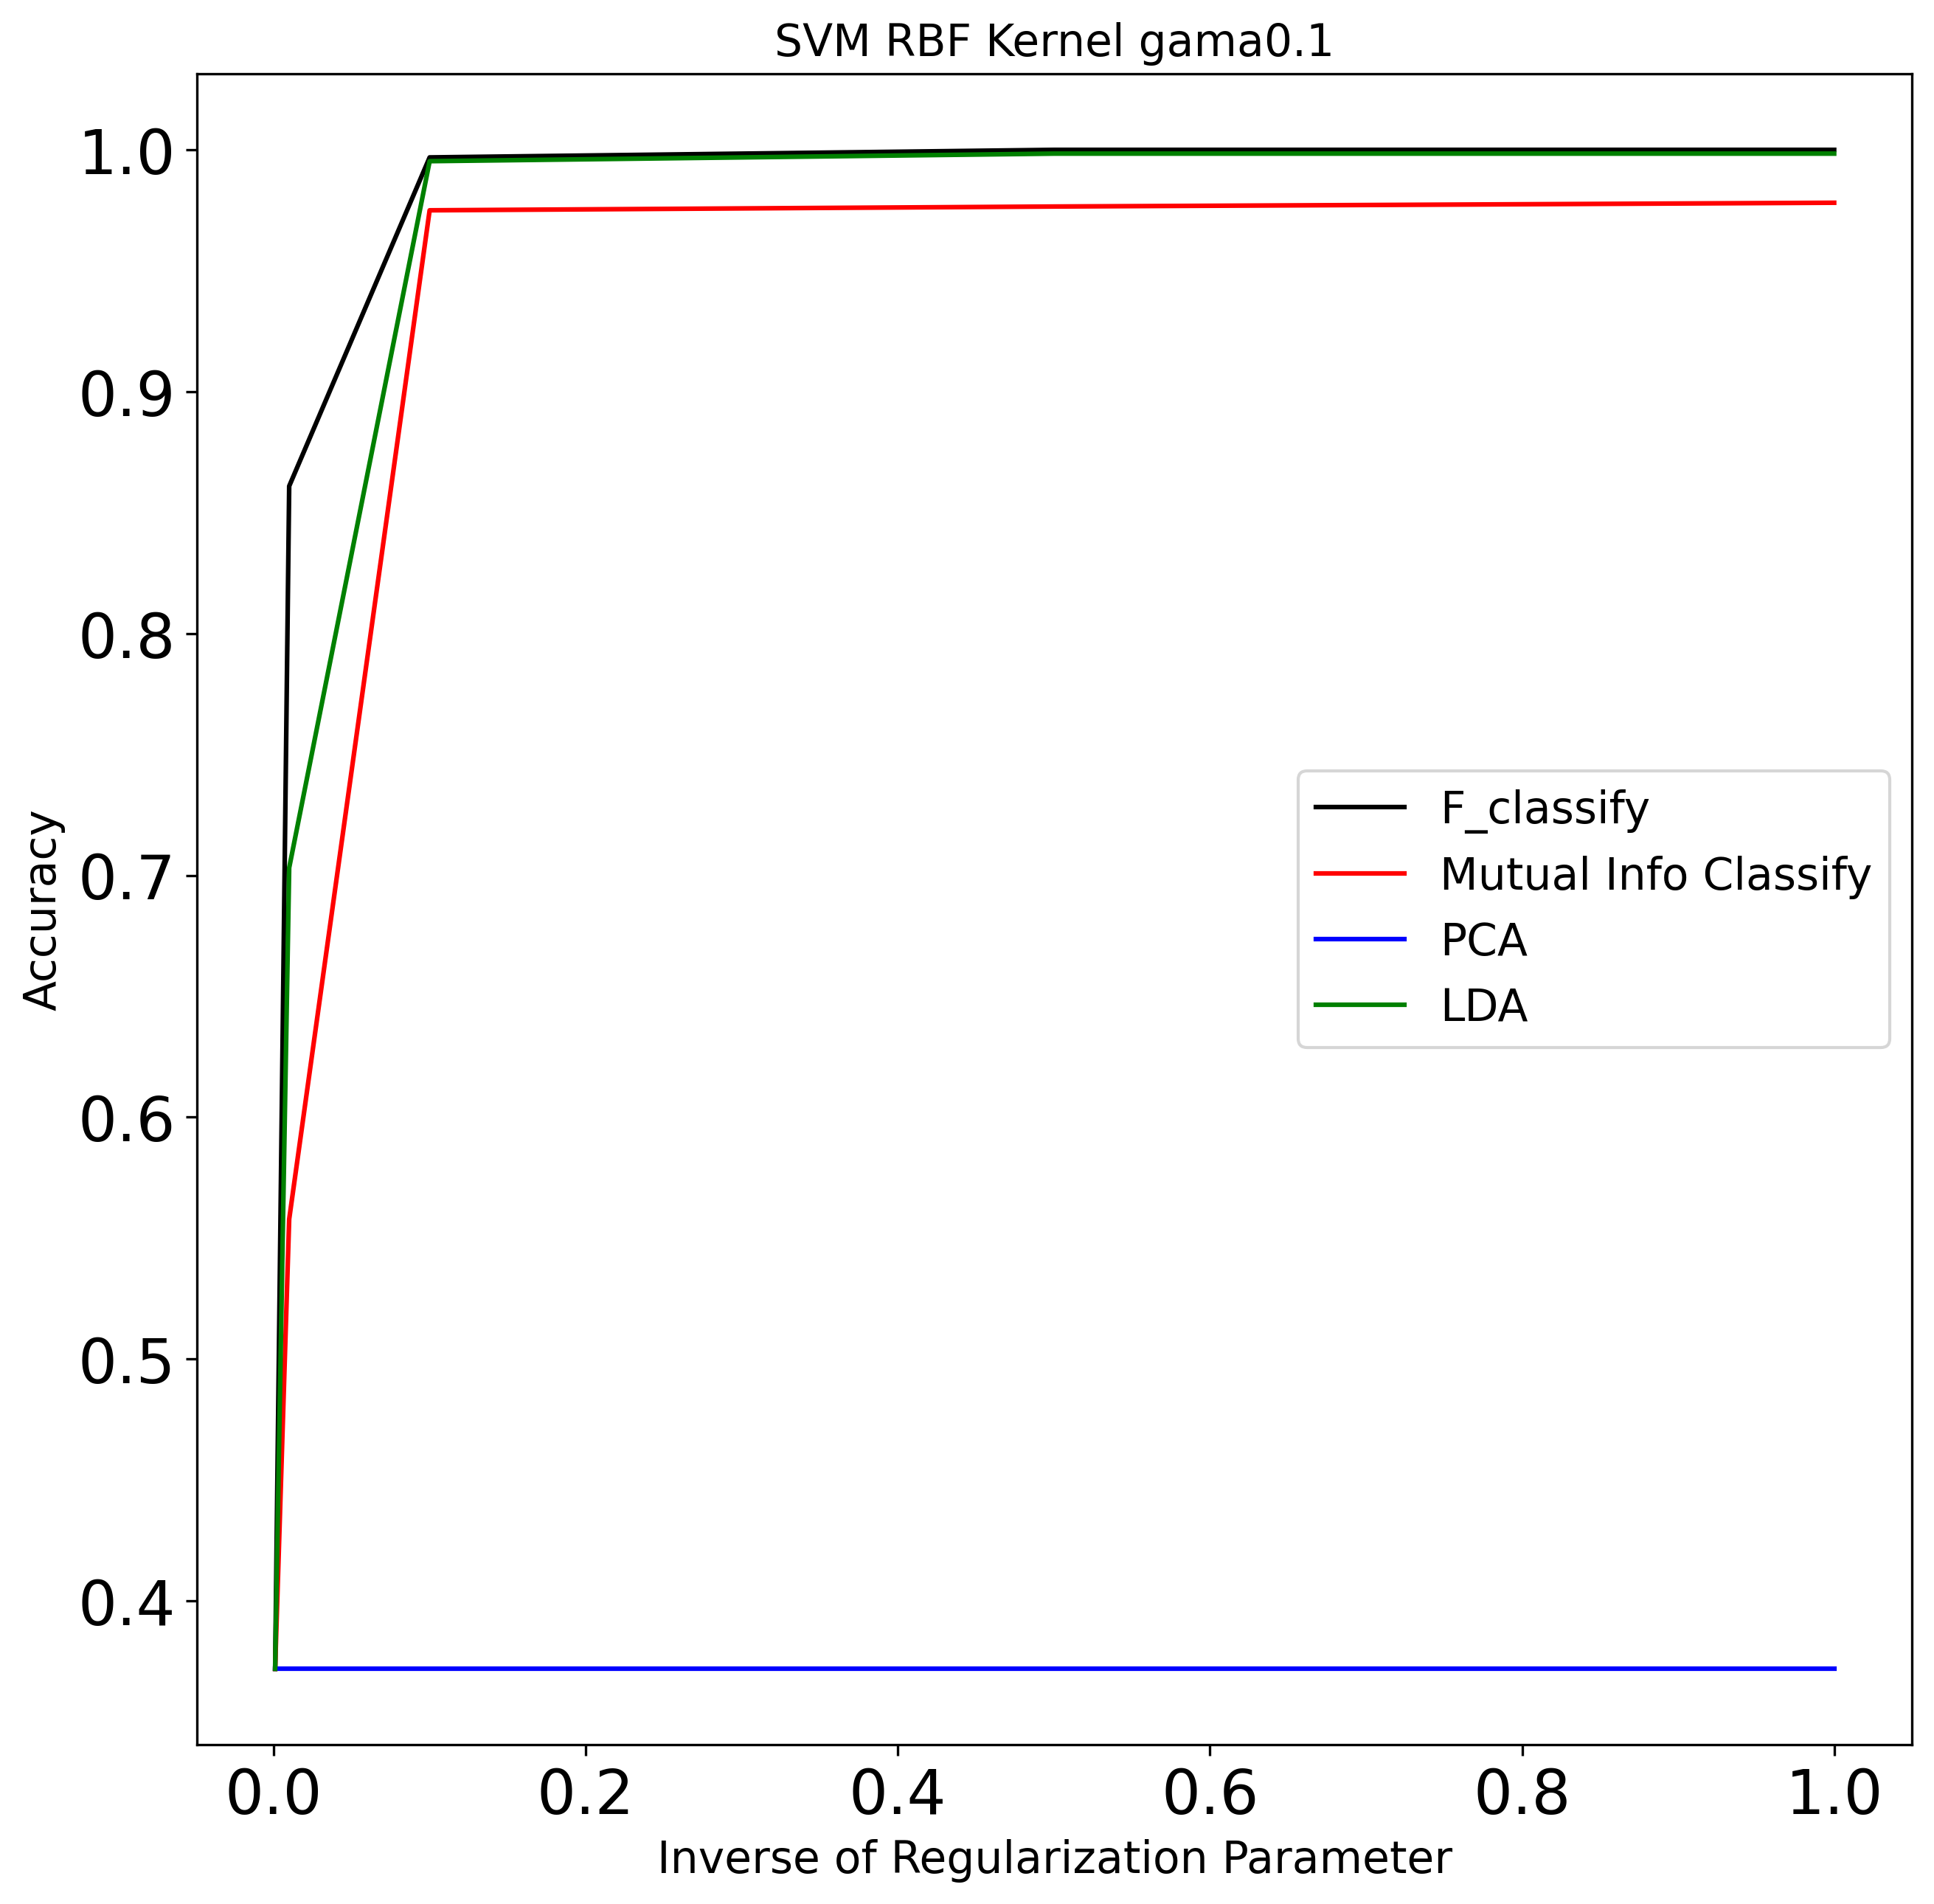 SVM RBF Kernel gama0.1
1.0
0.9
0.8
0.7
0.6
0.5
0.4
Accuracy
F_classify
Mutual Info Classify
PCA
LDA
0.0 0.2 0.4 0.6 0.8 1.0
Inverse of Regularization Parameter